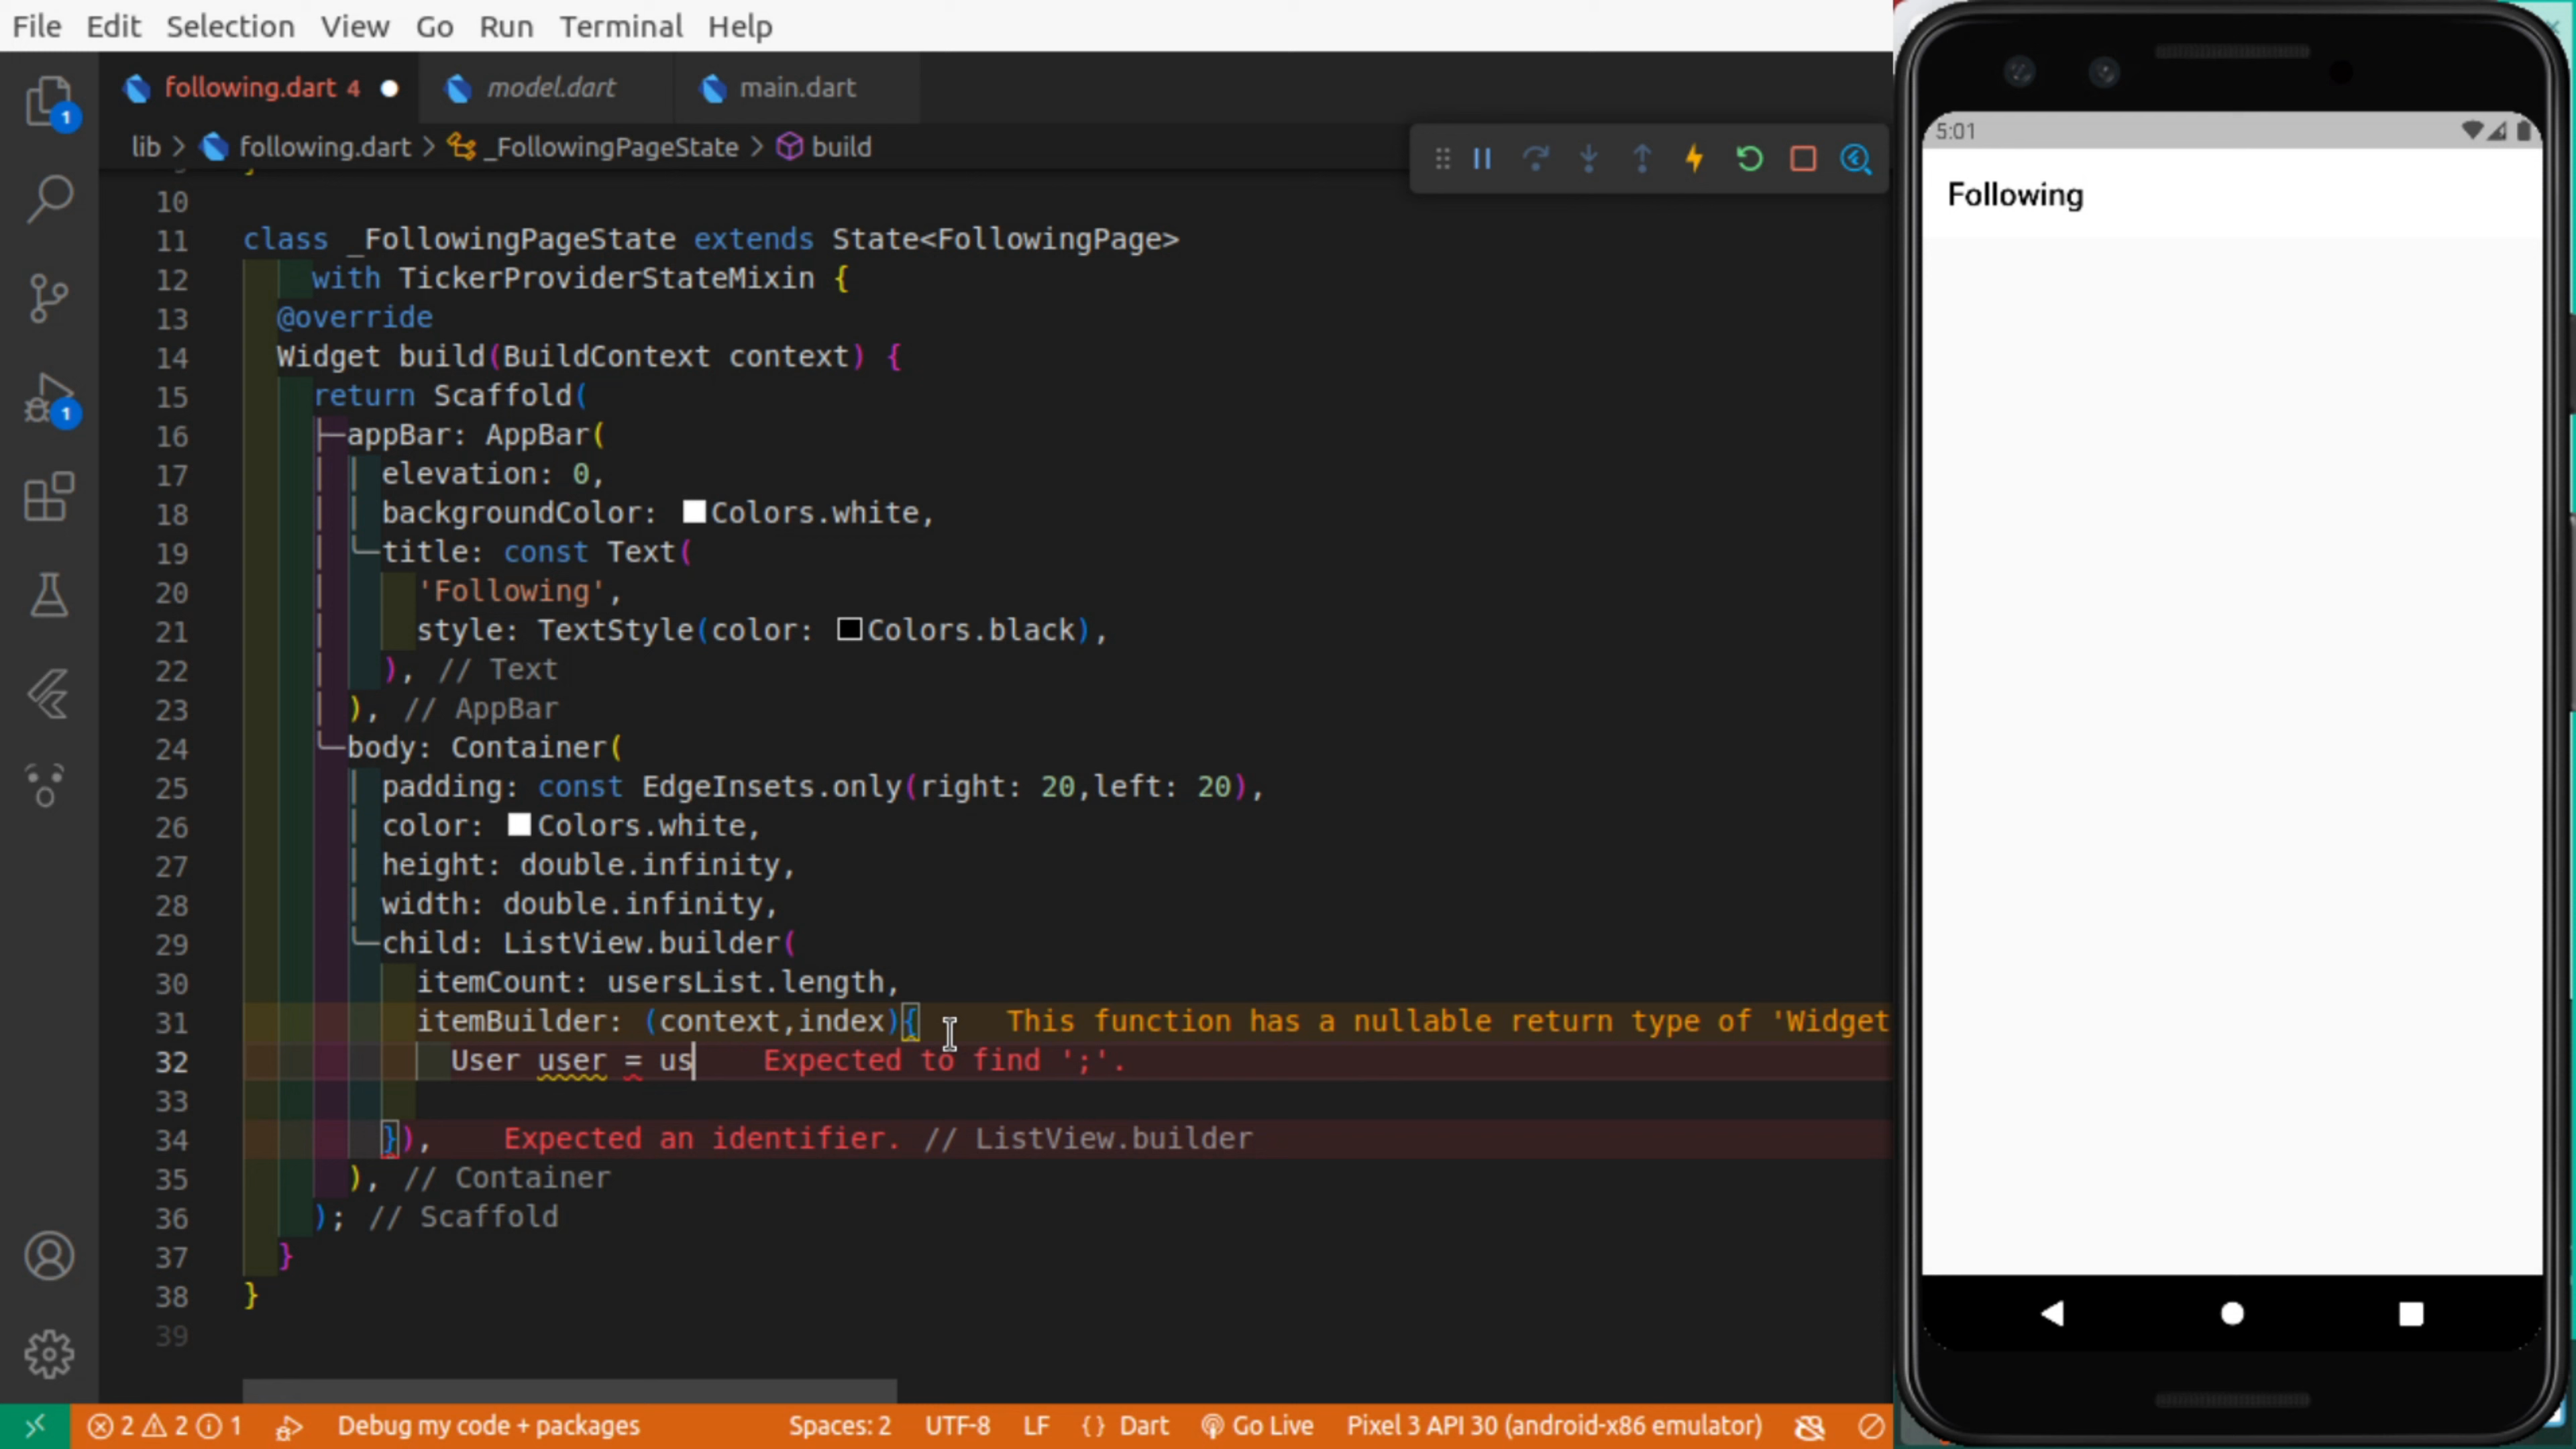 File Edit Selection View Go Run Terminal Help
following.dart 4 model.dart main.dart
lib > following.dart > _FollowingPageState > build
10
11 class _FollowingPageState extends State<FollowingPage>
12 with TickerProviderStateMixin {
13 @override
14 Widget build(BuildContext context) {
15 return Scaffold(
16 appBar: AppBar(
17 elevation: 0,
18 backgroundColor: Colors.white,
19 title: const Text(
20 'Following',
21 style: TextStyle(color: Colors.black),
22 ), // Text
23 ), // AppBar
24 body: Container(
25 padding: const EdgeInsets.only(right: 20,left: 20),
26 color: Colors.white,
27 height: double.infinity,
28 width: double.infinity,
29 child: ListView.builder(
30 itemCount: usersList.length,
31 itemBuilder: (context,index){ This function has a nullable return type of 'Widget
32 User user = us Expected to find ';'.
33
34 }), Expected an identifier. // ListView.builder
35 ), // Container
36 ); // Scaffold
37 }
38 }
39
1
1
2 2 1 Debug my code + packages Spaces: 2 UTF-8 LF {} Dart Go Live Pixel 3 API 30 (android-x86 emulator)
5:01
Following